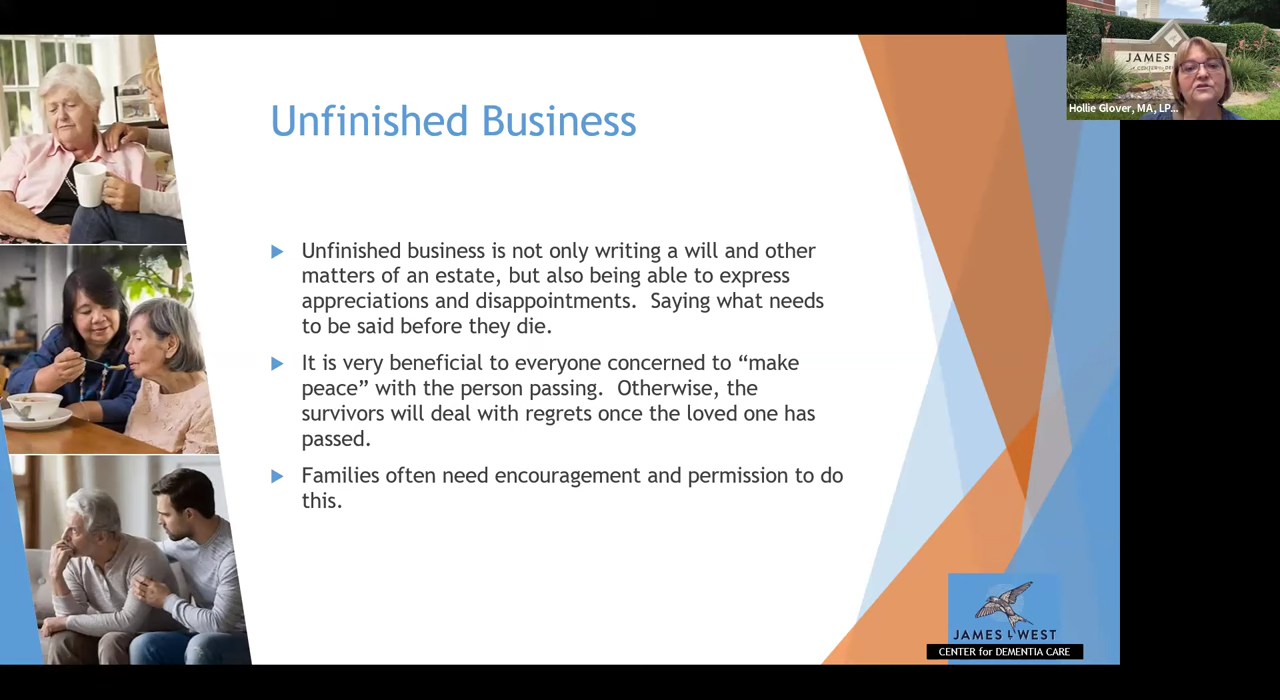 JAMES
Hollie Glover, MA, LP...
Unfinished Business
Unfinished business is not only writing a will and other
matters of an estate, but also being able to express
appreciations and disappointments.  Saying what needs
to be said before they die.
It is very beneficial to everyone concerned to “make
peace” with the person passing.  Otherwise, the
survivors will deal with regrets once the loved one has
passed.
Families often need encouragement and permission to do
this.
JAMES L WEST
CENTER for DEMENTIA CARE